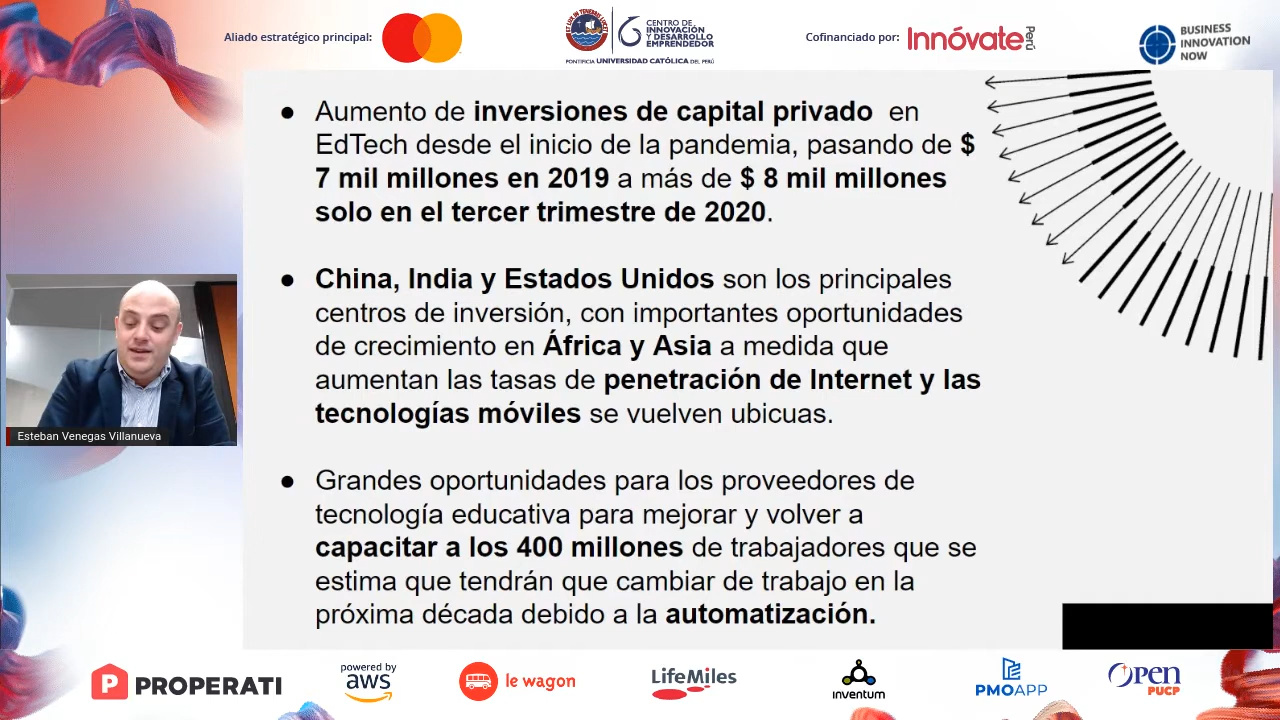 Aliado estratégico principal:
CENTRO DE
INNOVACIÓN
Y DESARROLLO
EMPRENDEDOR
PONTIFICIA UNIVERSIDAD CATÓLICA DEL PERÚ
Cofinanciado por:
Innóvate Perú
BUSINESS
INNOVATION
NOW
● Aumento de inversiones de capital privado en
EdTech desde el inicio de la pandemia, pasando de $
7 mil millones en 2019 a más de $ 8 mil millones
solo en el tercer trimestre de 2020.
● China, India y Estados Unidos son los principales
centros de inversión, con importantes oportunidades
de crecimiento en África y Asia a medida que
aumentan las tasas de penetración de Internet y las
tecnologías móviles se vuelven ubicuas.
● Grandes oportunidades para los proveedores de
tecnología educativa para mejorar y volver a
capacitar a los 400 millones de trabajadores que se
estima que tendrán que cambiar de trabajo en la
próxima década debido a la automatización.
Esteban Venegas Villanueva
PROPERATI
powered by
aws
le wagon
LifeMiles
INVENTUM
PMOAPP
OPEN
PUCP